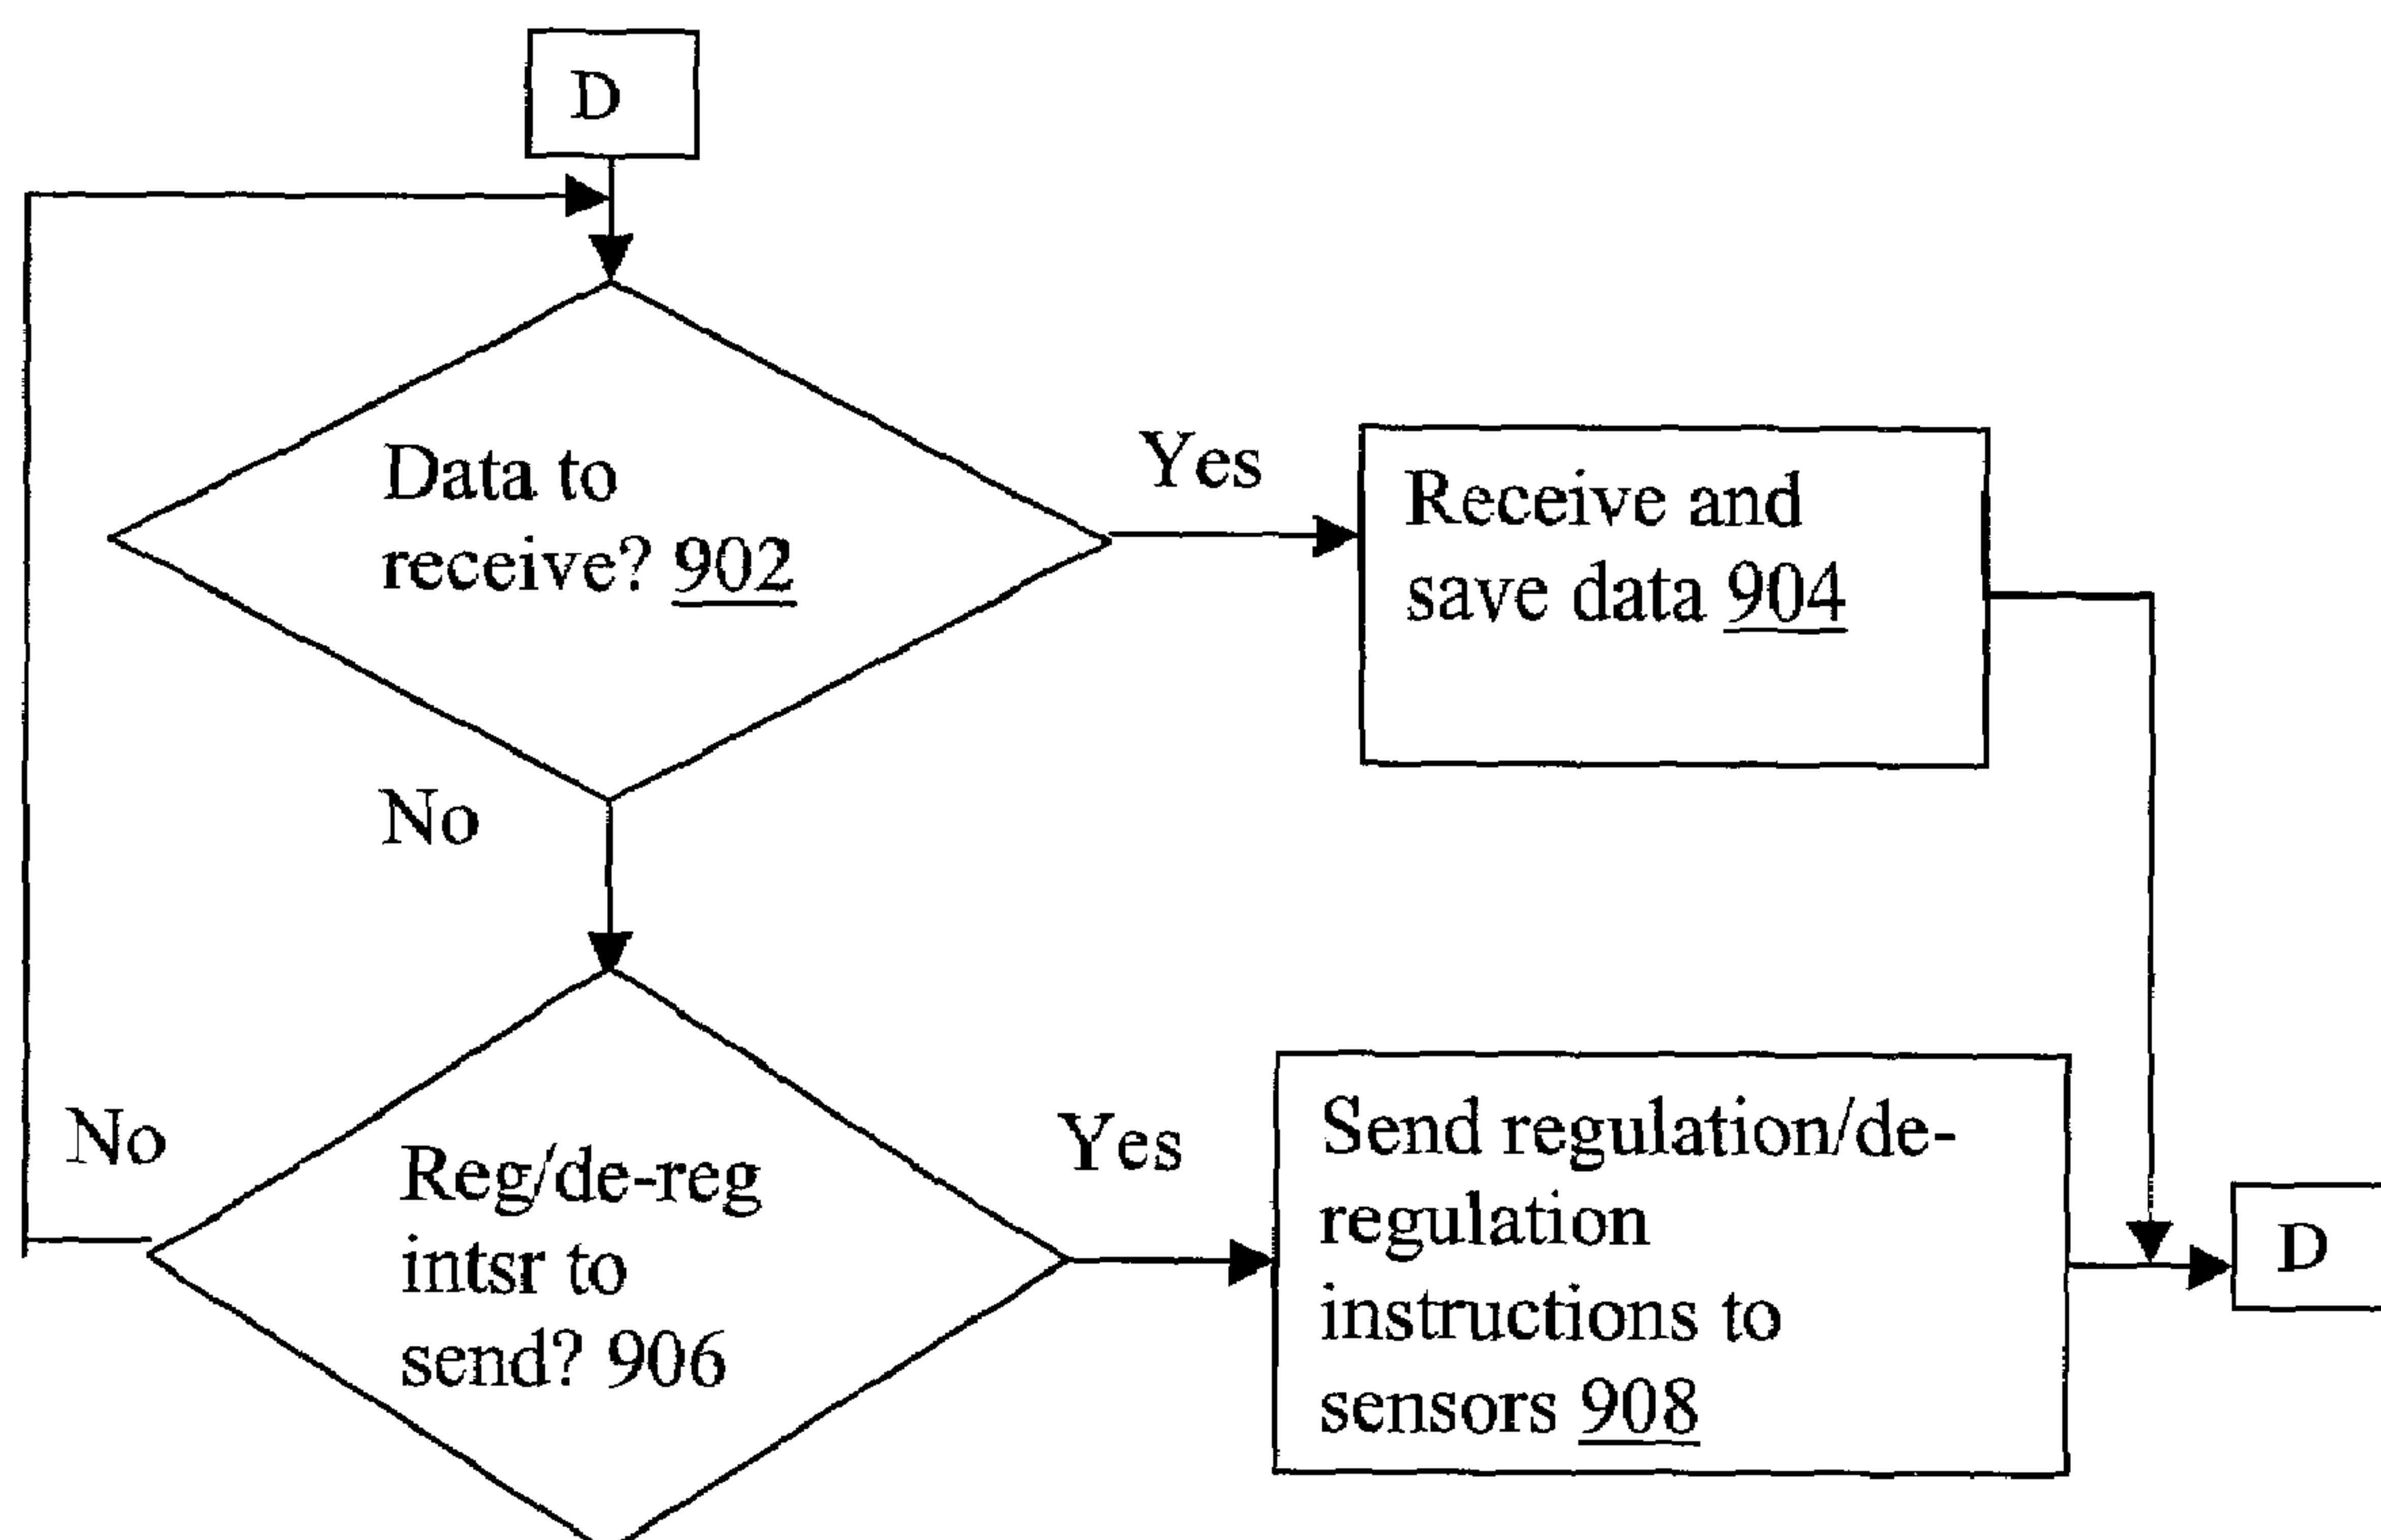 D
Data to
receive? 902
Yes
Receive and
save data 904
No
No
Reg/de-reg
intsr to
send? 906
Yes
Send regulation/de-
regulation
instructions to
sensors 908
D